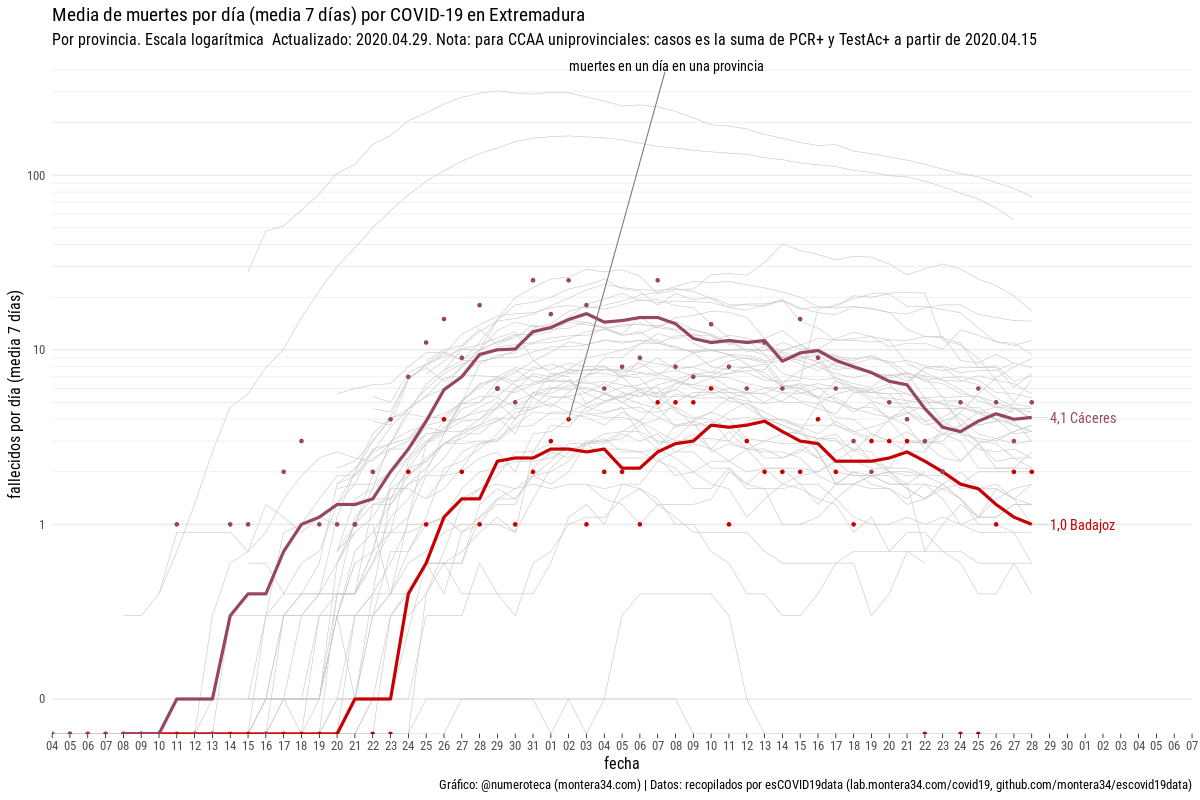 Media de muertes por día (media 7 días) por COVID-19 en Extremadura
Por provincia. Escala logarítmica  Actualizado: 2020.04.29. Nota: para CCAA uniprovinciales: casos es la suma de PCR+ y TestAc+ a partir de 2020.04.15
muertes en un día en una provincia
fallecidos por día (media  7 días)
100
10
1
0
4,1 Cáceres
1,0 Badajoz
04 05 06 07 08 09 10 11 12 13 14 15 16 17 18 19 20 21 22 23 24 25 26 27 28 29 30 31 01 02 03 04 05 06 07 08 09 10 11 12 13 14 15 16 17 18 19 20 21 22 23 24 25 26 27 28 29 30 01 02 03 04 05 06 07
fecha
Gráfico: @numeroteca (montera34.com) | Datos: recopilados por esCOVID19data (lab.montera34.com/covid19, github.com/montera34/escovid19data)